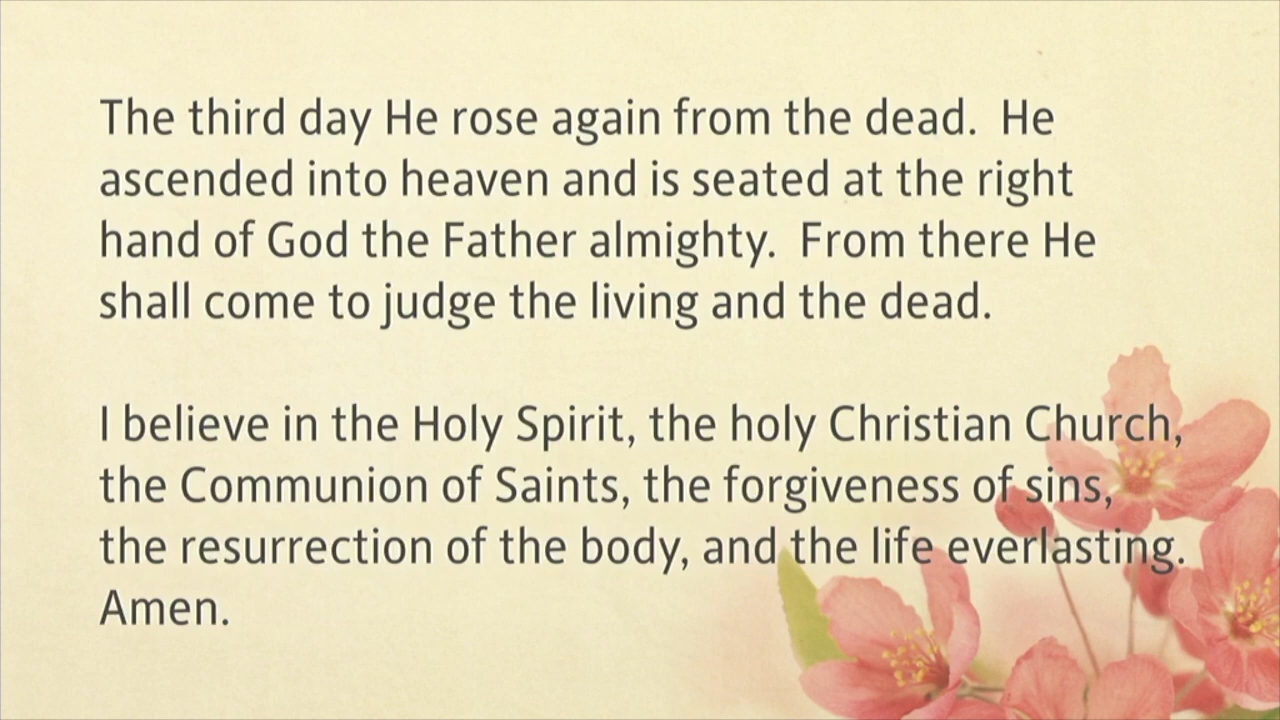 The third day He rose again from the dead.  He
ascended into heaven and is seated at the right
hand of God the Father almighty.  From there He
shall come to judge the living and the dead.
I believe in the Holy Spirit, the holy Christian Church,
the Communion of Saints, the forgiveness of sins,
the resurrection of the body, and the life everlasting.
Amen.